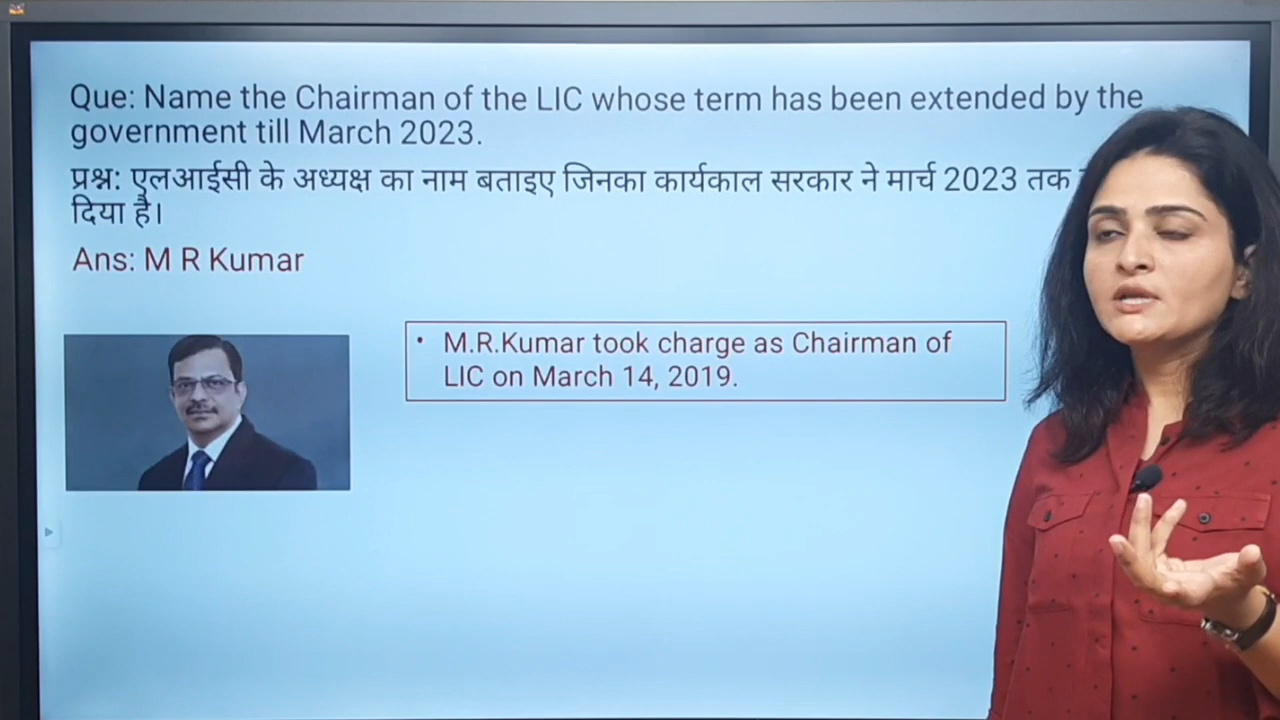 Que: Name the Chairman of the LIC whose term has been extended by the
government till March 2023.
प्रश्न: एलआईसी के अध्यक्ष का नाम बताइए जिनका कार्यकाल सरकार ने मार्च 2023 तक
दिया है।
Ans: M R Kumar
• M.R.Kumar took charge as Chairman of
LIC on March 14, 2019.